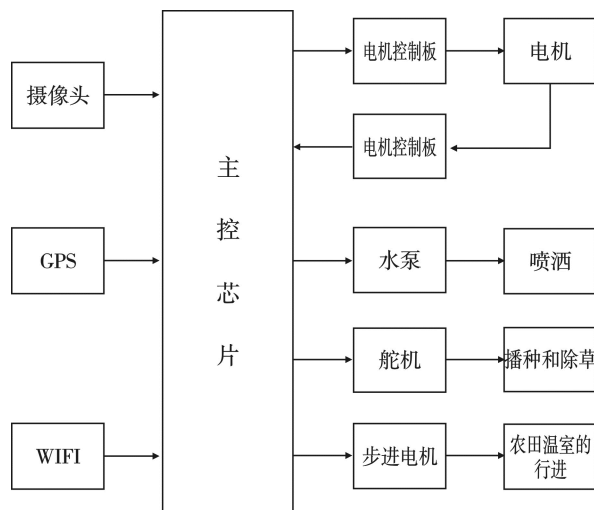 摄像头
GPS
WIFI
主
控
芯
片
电机控制板
电机
电机控制板
水泵
喷洒
舵机
播种和除草
步进电机
农田温室的
行进